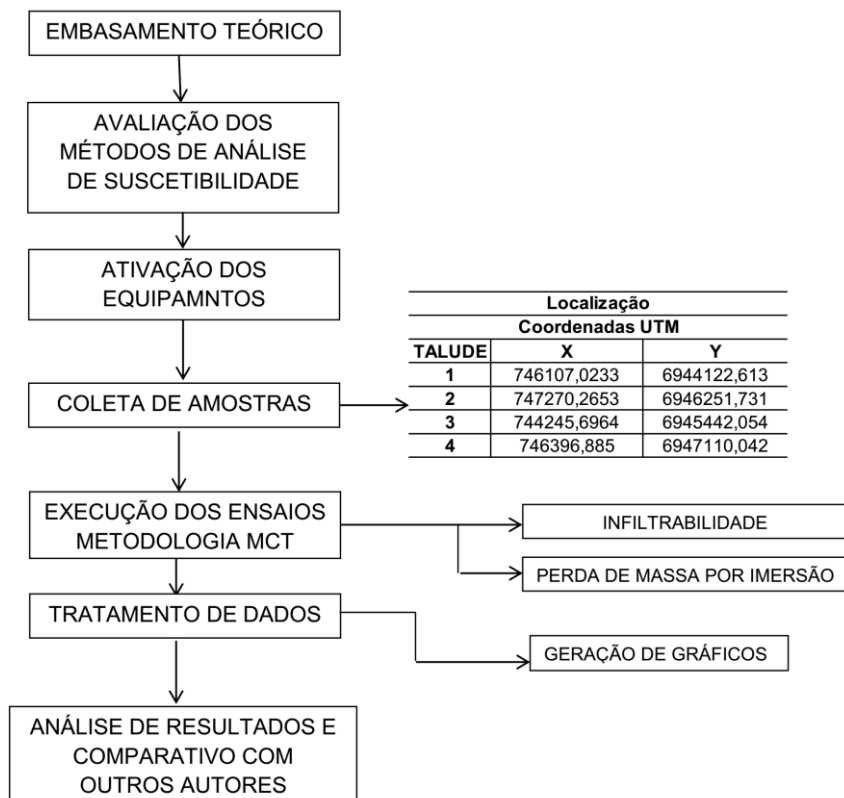 EMBASAMENTO TEÓRICO
AVALIAÇÃO DOS
MÉTODOS DE ANÁLISE
DE SUSCETIBILIDADE
ATIVAÇÃO DOS
EQUIPAMNTOS
COLETA DE AMOSTRAS
Localização
Coordenadas UTM
TALUDE X Y
1 746107,0233 6944122,613
2 747270,2653 6946251,731
3 744245,6964 6945442,054
4 746396,885 6947110,042
EXECUÇÃO DOS ENSAIOS
METODOLOGIA MCT
INFILTRABILIDADE
PERDA DE MASSA POR IMERSÃO
TRATAMENTO DE DADOS
GERAÇÃO DE GRÁFICOS
ANÁLISE DE RESULTADOS E
COMPARATIVO COM
OUTROS AUTORES